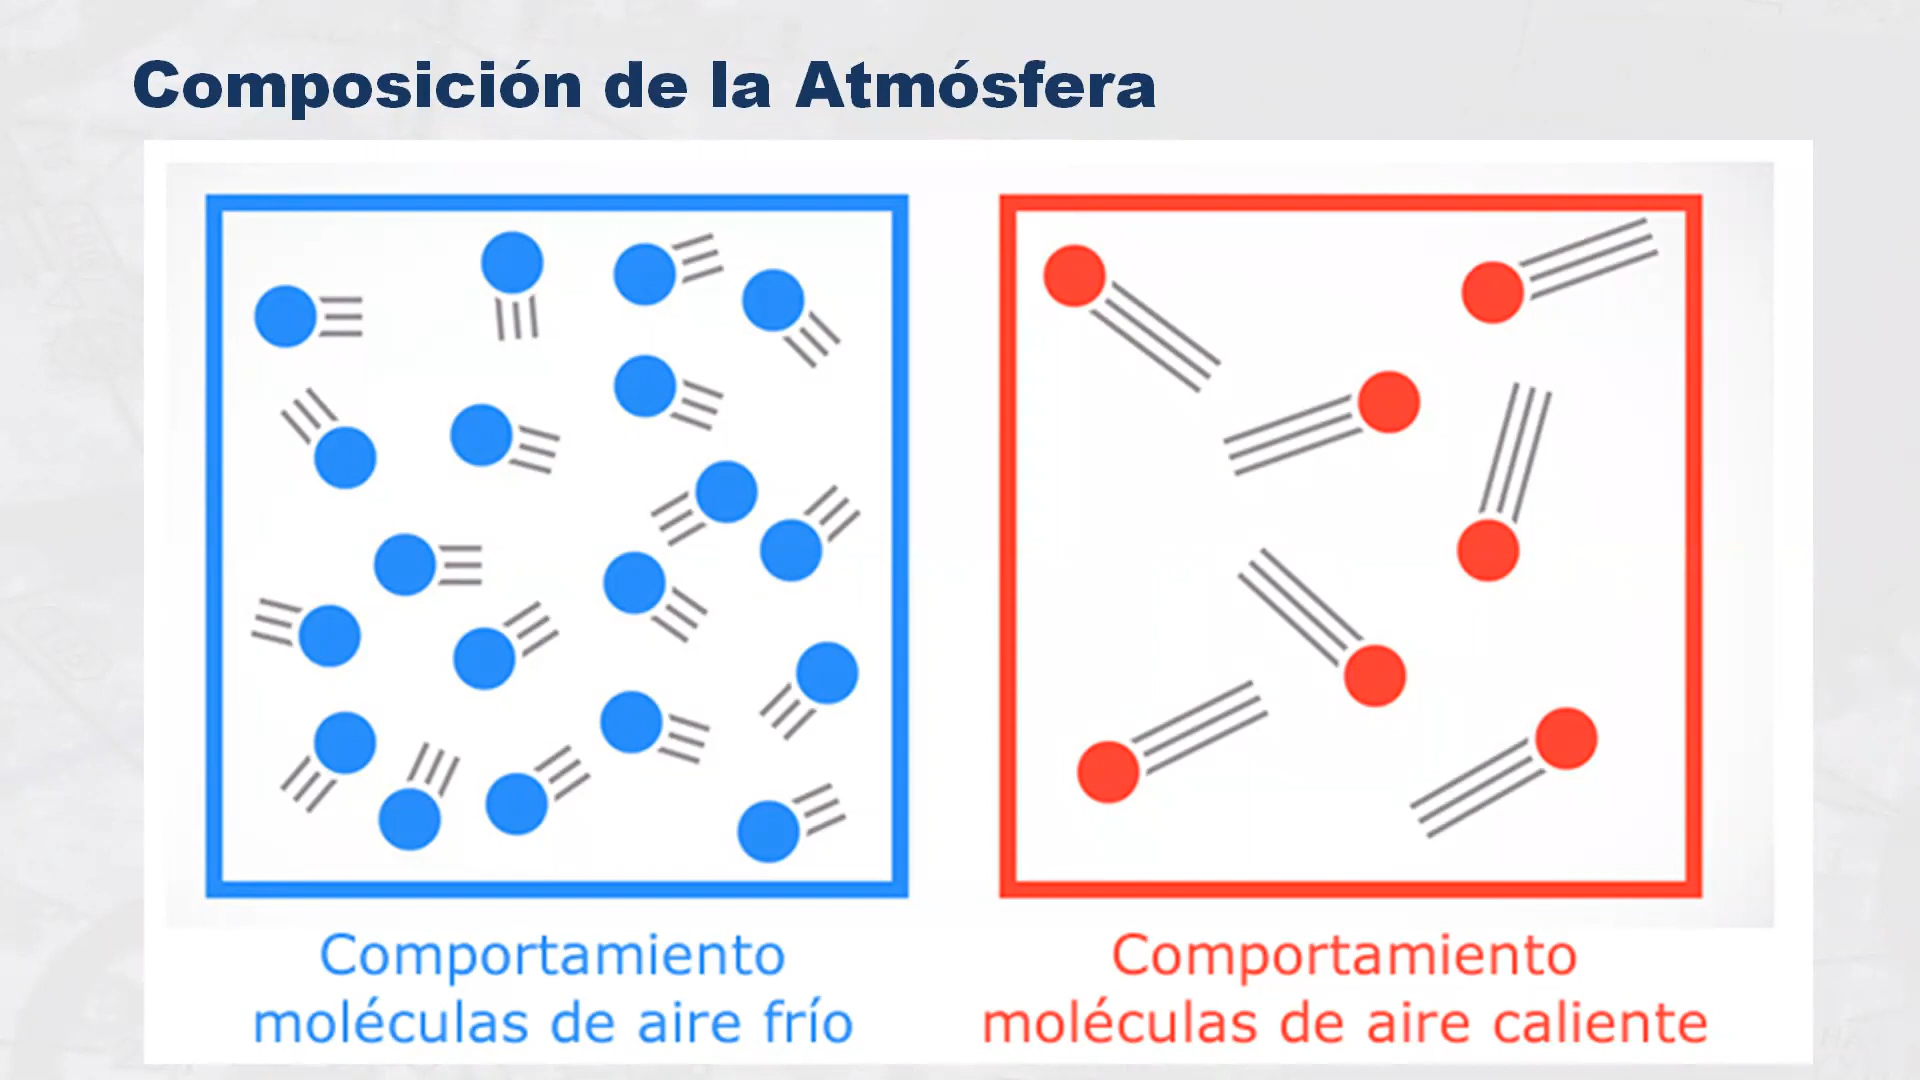 Composición de la Atmósfera
Comportamiento
moléculas de aire frío
Comportamiento
moléculas de aire caliente